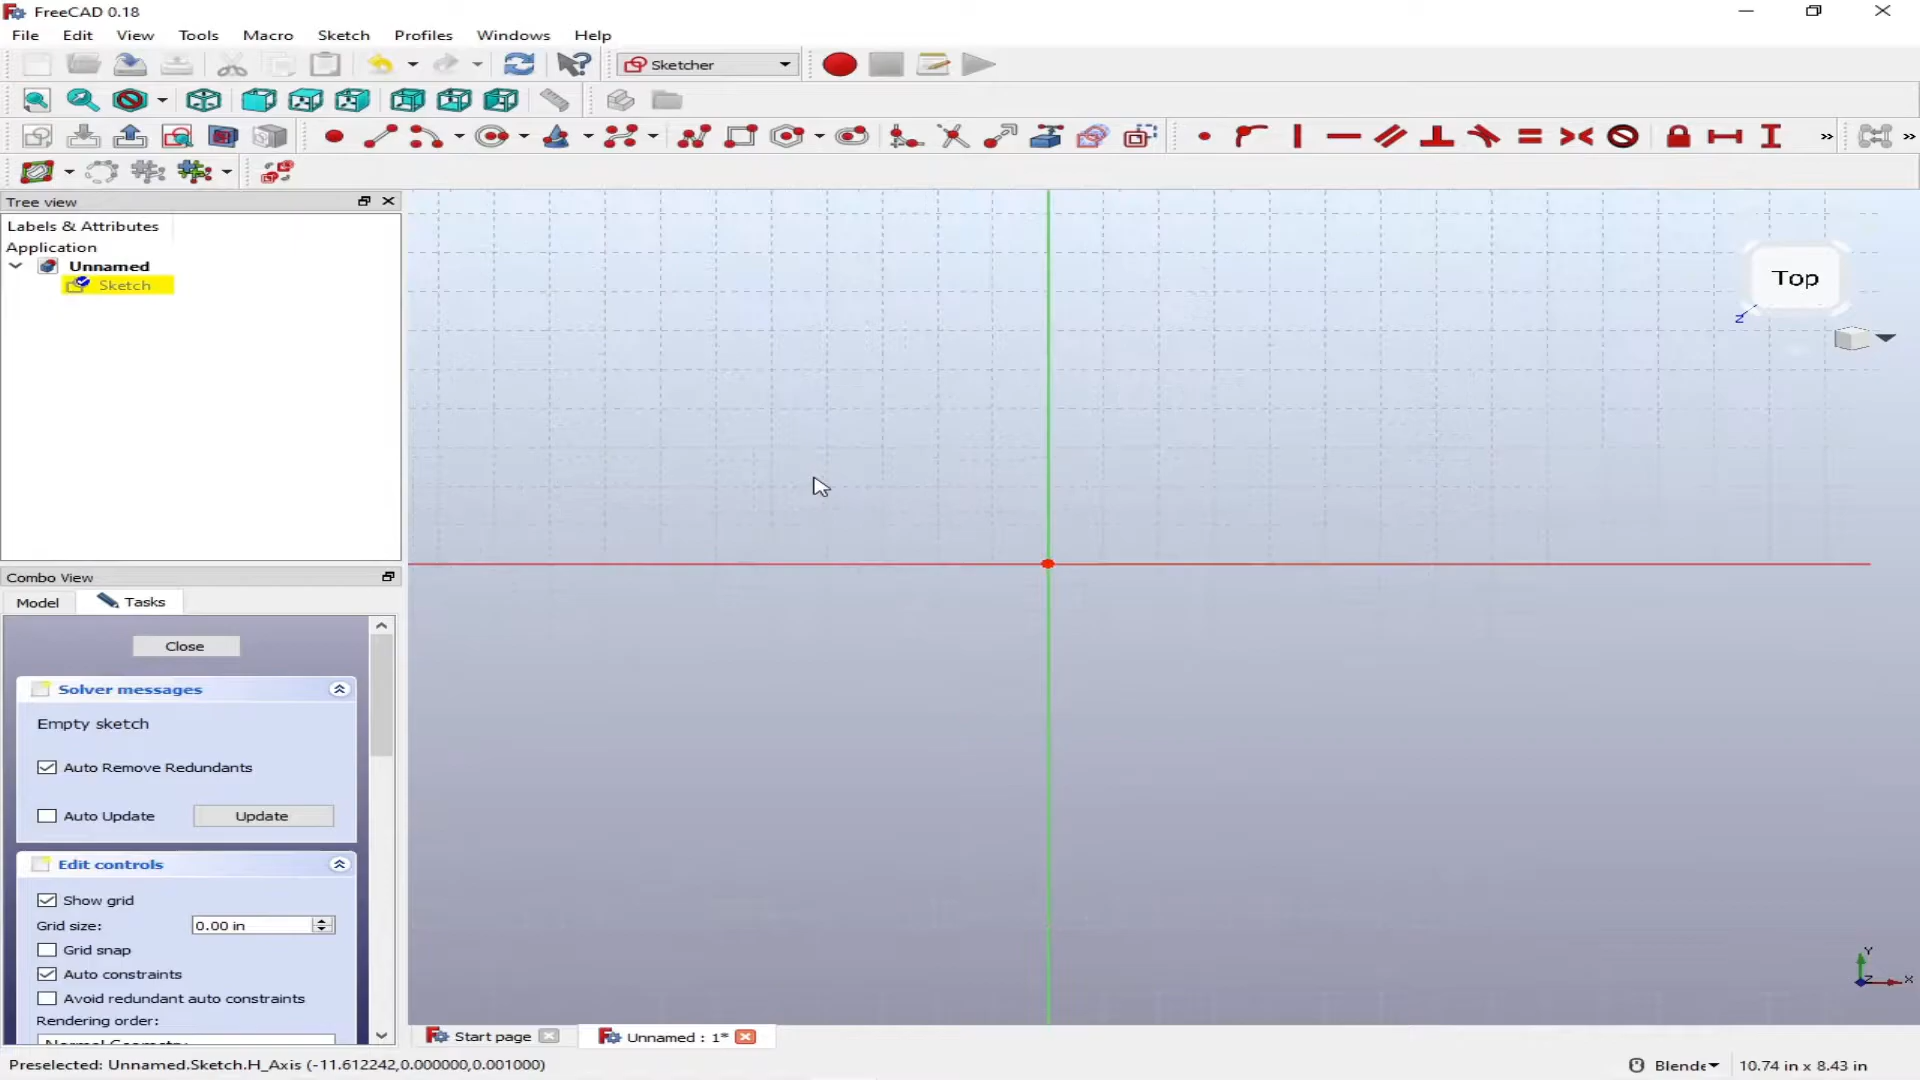 FreeCAD 0.18
File Edit View Tools Macro Sketch Profiles Windows Help
Sketcher
Tree view
Labels & Attributes
Application
Unnamed
Sketch
Top
Z
Combo View
Model Tasks
Close
Solver messages
Empty sketch
Auto Remove Redundants
Auto Update Update
Edit controls
Show grid
Grid size: 0.00 in
Grid snap
Auto constraints
Avoid redundant auto constraints
Rendering order:
Normal Geometry
Y
Z X
Start page Unnamed : 1*
Preselected: Unnamed.Sketch.H_Axis (-11.612242,0.000000,0.001000) Blende 10.74 in x 8.43 in